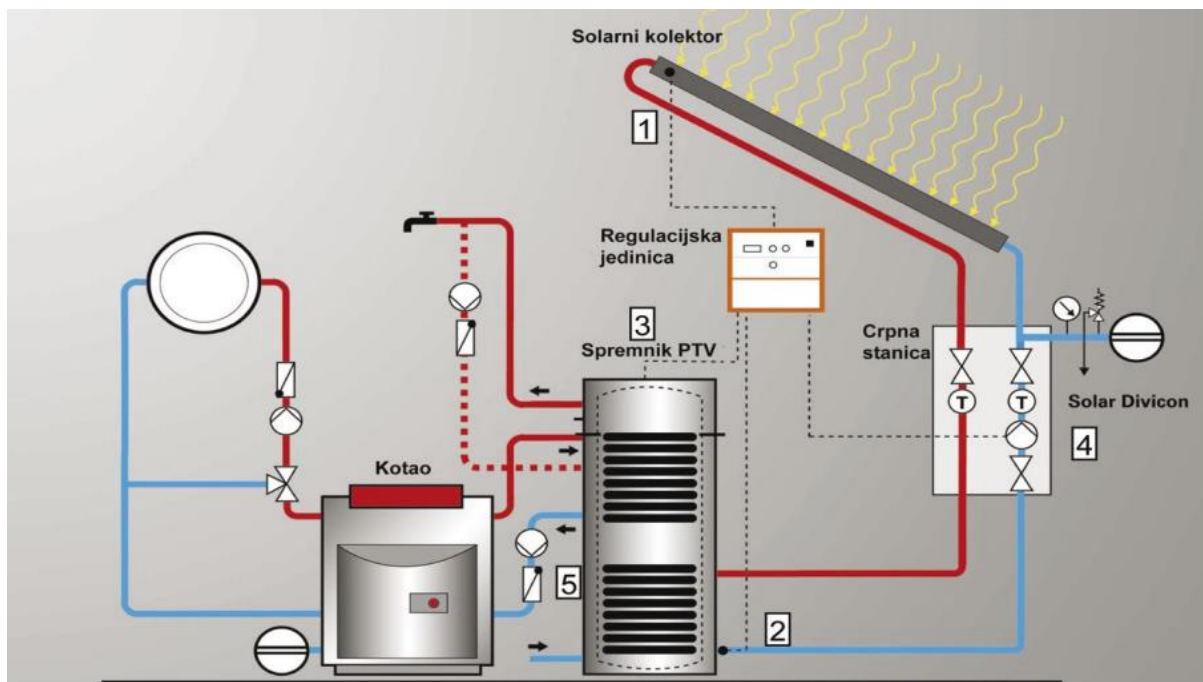 Solarni kolektor
1
Regulacijska
jedinica
3
Spremnik PTV
Crpna
stanica
T
T
Solar Divicon
4
Kotao
5
2